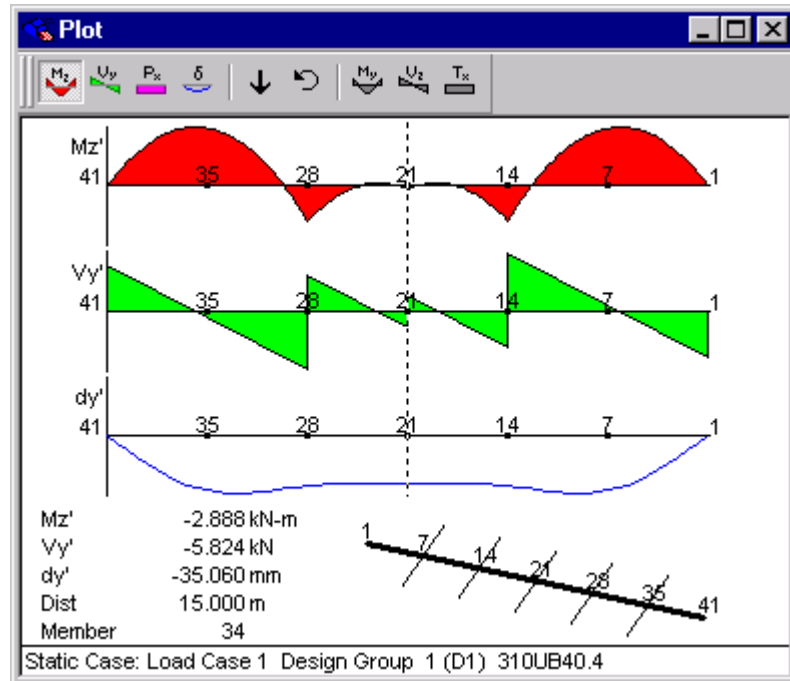 Plot
Mz Vy Px δ My Vz Tx
Mz'
41 35 28 21 14 7 1
Vy'
41 35 28 21 14 7 1
dy'
41 35 28 21 14 7 1
Mz' -2.888 kN-m
Vy' -5.824 kN
dy' -35.060 mm
Dist 15.000 m
Member 34
1 7 14 21 28 35 41
Static Case: Load Case 1 Design Group 1 (D1) 310UB40.4